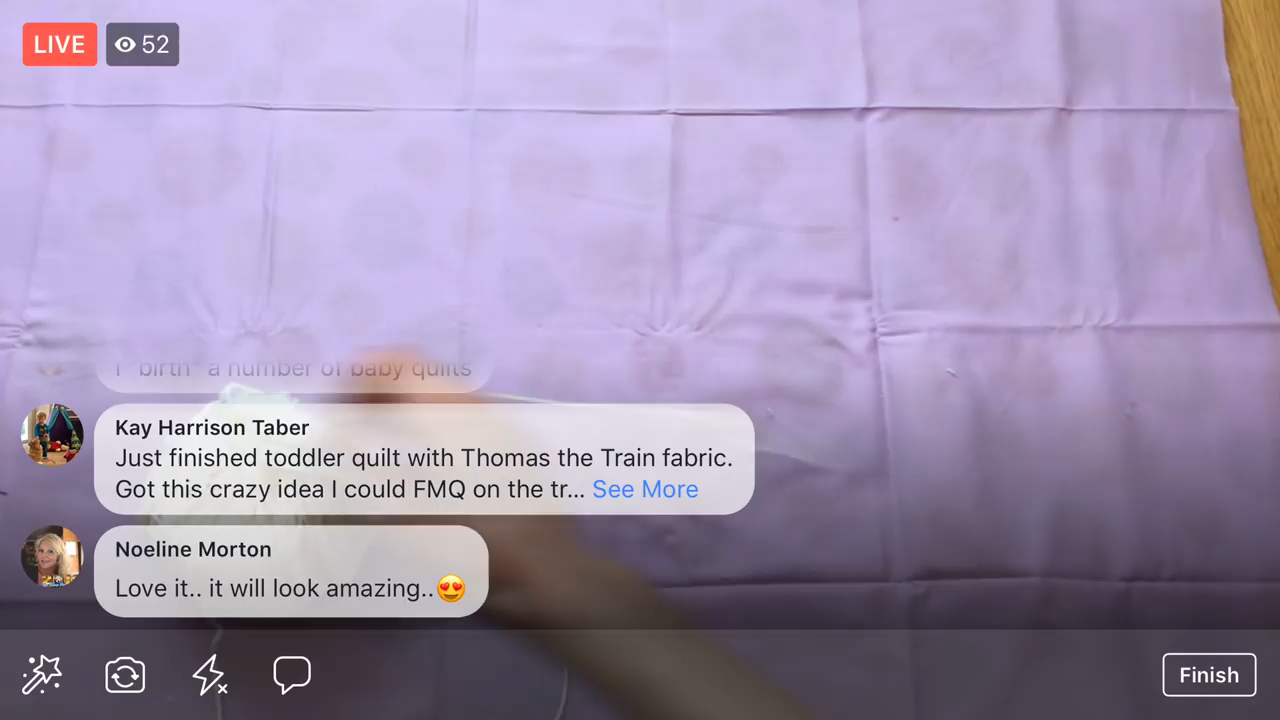 LIVE
52
I "birth" a number of baby quilts
Kay Harrison Taber
Just finished toddler quilt with Thomas the Train fabric.
Got this crazy idea I could FMQ on the tr... See More
Noeline Morton
Love it.. it will look amazing..😍
Finish